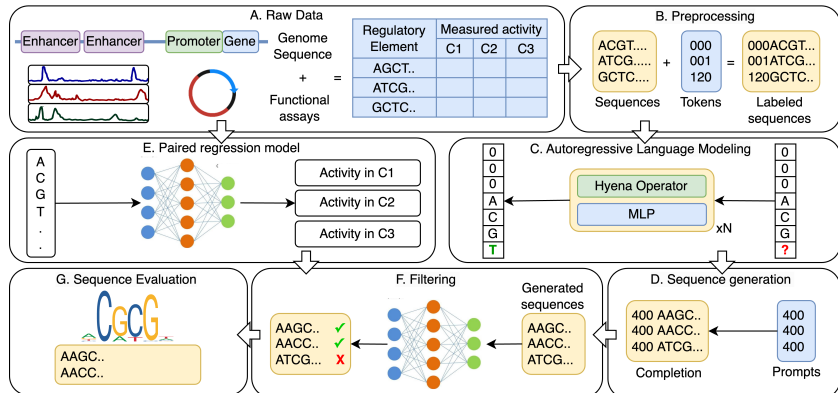 A. Raw Data
Enhancer Enhancer Promoter Gene
Genome
Sequence
+
Functional
assays
=
Regulatory
Element
Measured activity
C1 C2 C3
AGCT..
ATCG..
GCTC..
B. Preprocessing
ACGT....
ATCG.....
GCTC....
+
000
001
120
=
000ACGT...
001ATCG...
120GCTC..
Sequences
Tokens
Labeled
sequences
E. Paired regression model
A
C
G
T
.
.
Activity in C1
Activity in C2
Activity in C3
C. Autoregressive Language Modeling
0
0
0
A
C
G
T
Hyena Operator
MLP
xN
0
0
0
A
C
G
?
G. Sequence Evaluation
CGCG
AAGC..
AACC..
F. Filtering
AAGC.. ✓
AACC.. ✓
ATCG... X
Generated
sequences
AAGC..
AACC..
ATCG...
D. Sequence generation
400 AAGC..
400 AACC..
400 ATCG...
Completion
400
400
400
Prompts